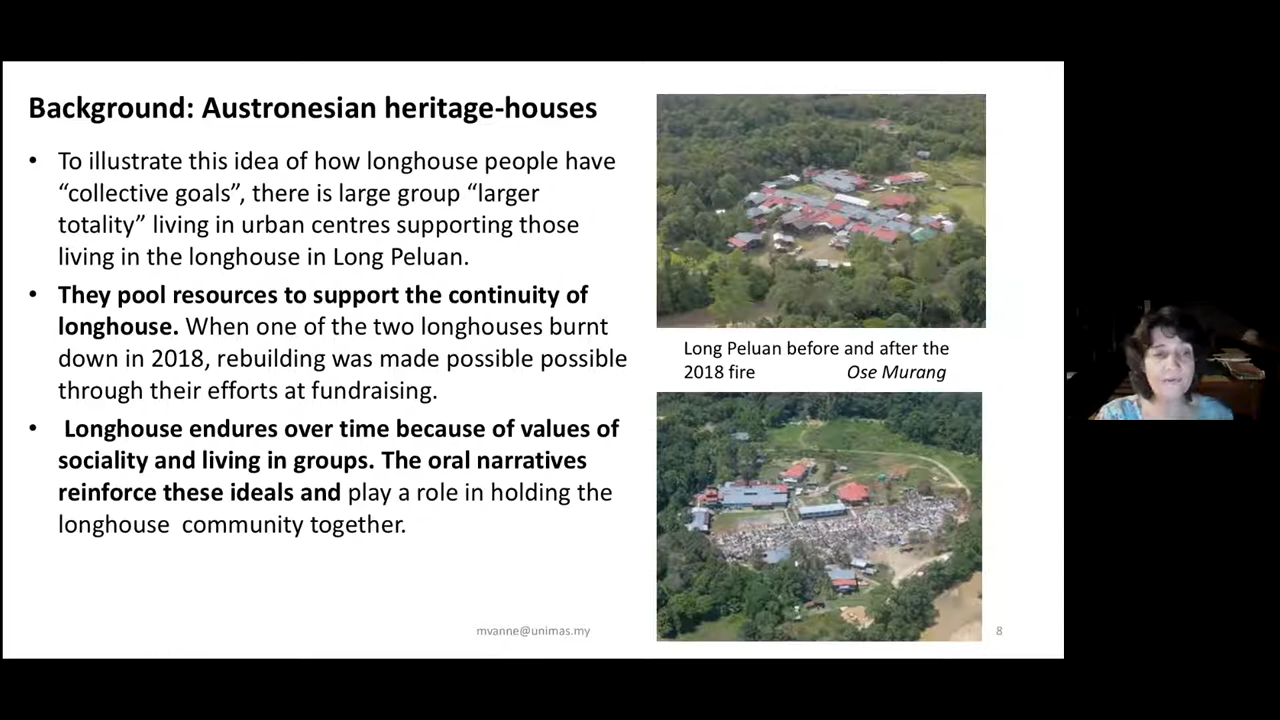 Background: Austronesian heritage-houses
• To illustrate this idea of how longhouse people have
“collective goals”, there is large group “larger
totality” living in urban centres supporting those
living in the longhouse in Long Peluan.
• They pool resources to support the continuity of
longhouse. When one of the two longhouses burnt
down in 2018, rebuilding was made possible possible
through their efforts at fundraising.
• Longhouse endures over time because of values of
sociality and living in groups. The oral narratives
reinforce these ideals and play a role in holding the
longhouse community together.
Long Peluan before and after the
2018 fire Ose Murang
mvanne@unimas.my
8